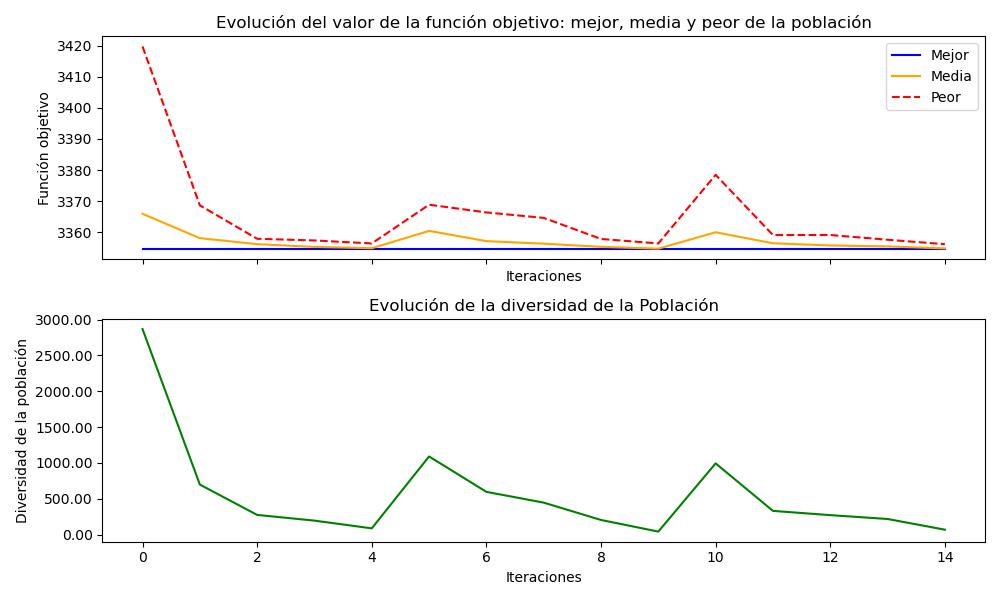 Evolución del valor de la función objetivo: mejor, media y peor de la población
Función objetivo
3420
3410
3400
3390
3380
3370
3360
Mejor
Media
Peor
Iteraciones
Evolución de la diversidad de la Población
Diversidad de la población
3000.00
2500.00
2000.00
1500.00
1000.00
500.00
0.00
0 2 4 6 8 10 12 14
Iteraciones